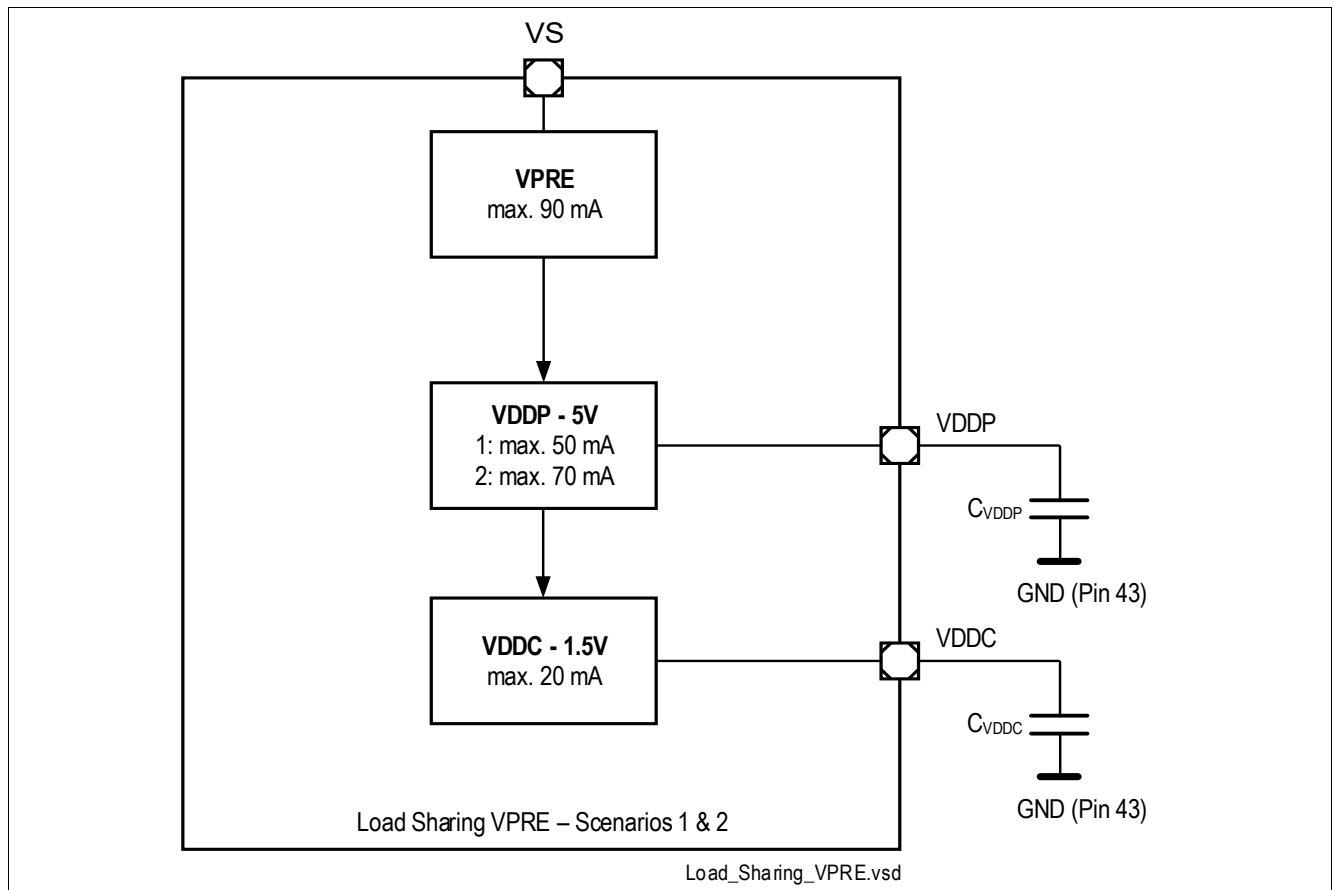 VS
VPRE
max. 90 mA
VDDP - 5V
1: max. 50 mA
2: max. 70 mA
VDDP
CVDDP
GND (Pin 43)
VDDC - 1.5V
max. 20 mA
VDDC
CVDDC
GND (Pin 43)
Load Sharing VPRE – Scenarios 1 & 2
Load_Sharing_VPRE.vsd